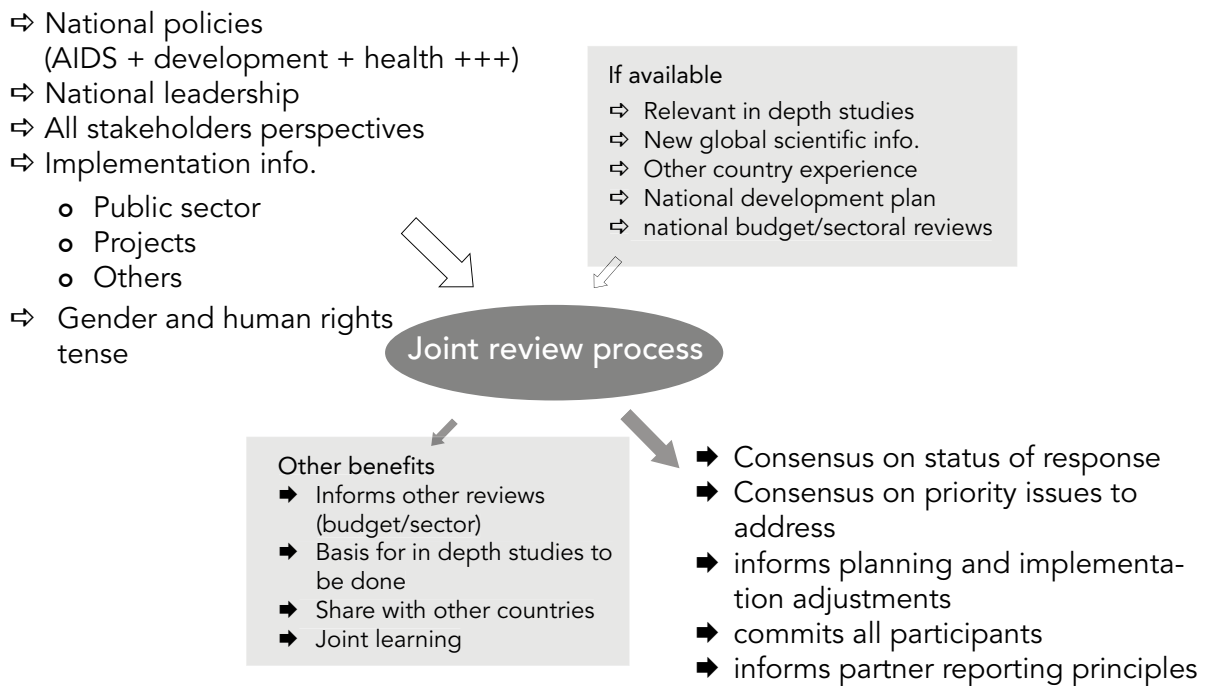 ⇨ National policies
(AIDS + development + health +++)
⇨ National leadership
⇨ All stakeholders perspectives
⇨ Implementation info.
o Public sector
o Projects
o Others
⇨ Gender and human rights
tense
If available
⇨ Relevant in depth studies
⇨ New global scientific info.
⇨ Other country experience
⇨ National development plan
⇨ national budget/sectoral reviews
Joint review process
Other benefits
➡ Informs other reviews
(budget/sector)
➡ Basis for in depth studies to
be done
➡ Share with other countries
➡ Joint learning
➡ Consensus on status of response
➡ Consensus on priority issues to
address
➡ informs planning and implementa-
tion adjustments
➡ commits all participants
➡ informs partner reporting principles